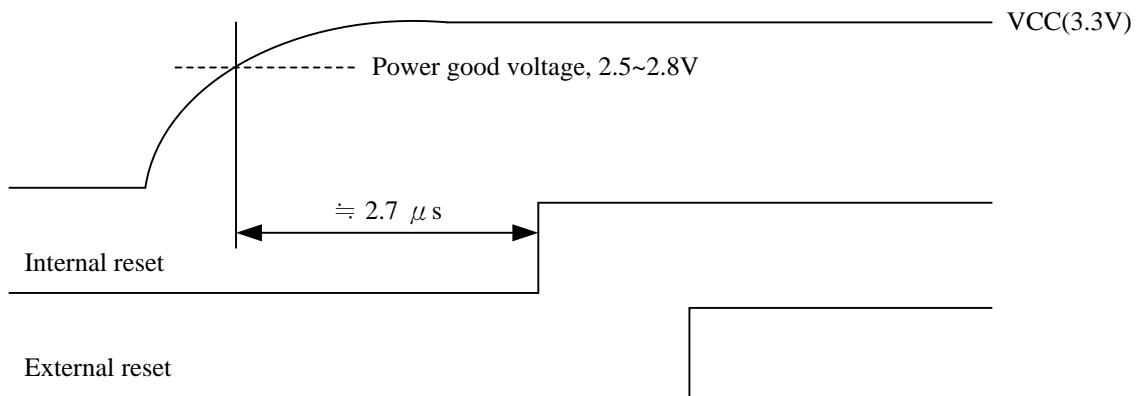 VCC(3.3V)
Power good voltage, 2.5~2.8V
≒ 2.7 μs
Internal reset
External reset